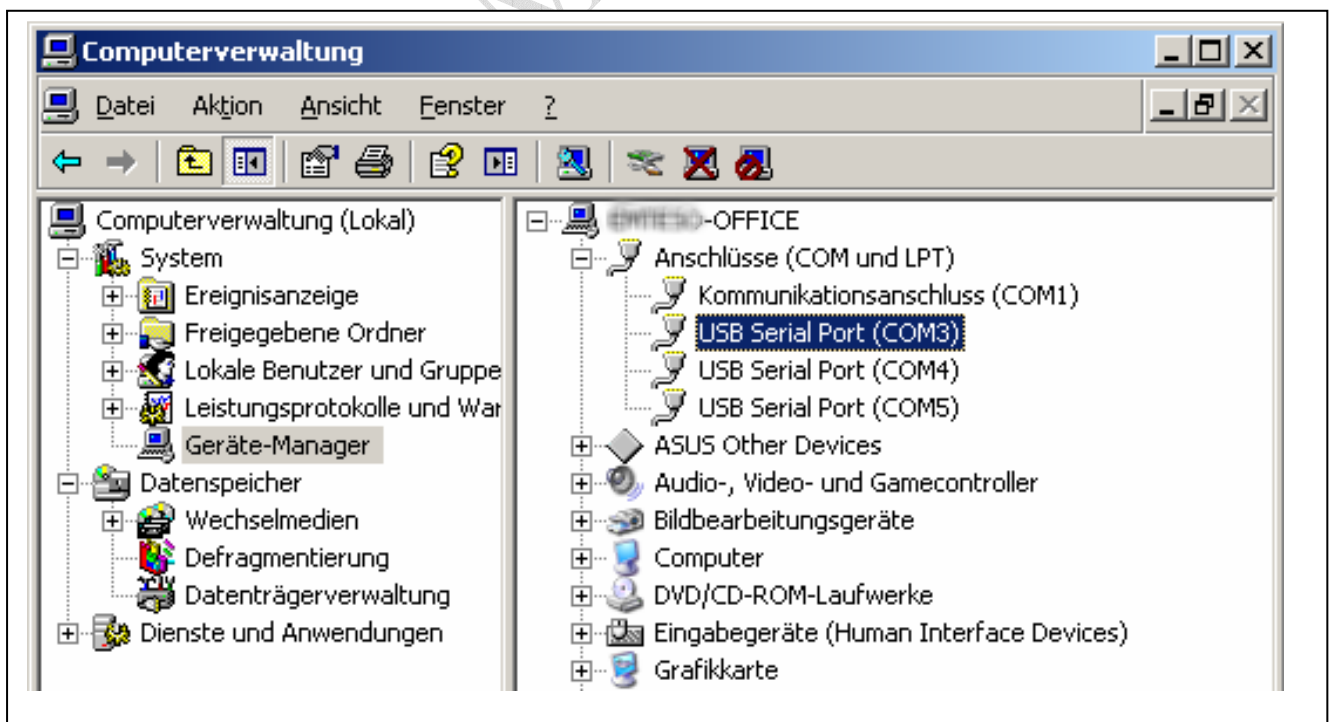 Computerverwaltung
Datei Aktion Ansicht Fenster ?
Computerverwaltung (Lokal)
System
Ereignisanzeige
Freigegebene Ordner
Lokale Benutzer und Gruppe
Leistungsprotokolle und War
Geräte-Manager
Datenspeicher
Wechselmedien
Defragmentierung
Datenträgerverwaltung
Dienste und Anwendungen
-OFFICE
Anschlüsse (COM und LPT)
Kommunikationsanschluss (COM1)
USB Serial Port (COM3)
USB Serial Port (COM4)
USB Serial Port (COM5)
ASUS Other Devices
Audio-, Video- und Gamecontroller
Bildbearbeitungsgeräte
Computer
DVD/CD-ROM-Laufwerke
Eingabegeräte (Human Interface Devices)
Grafikkarte